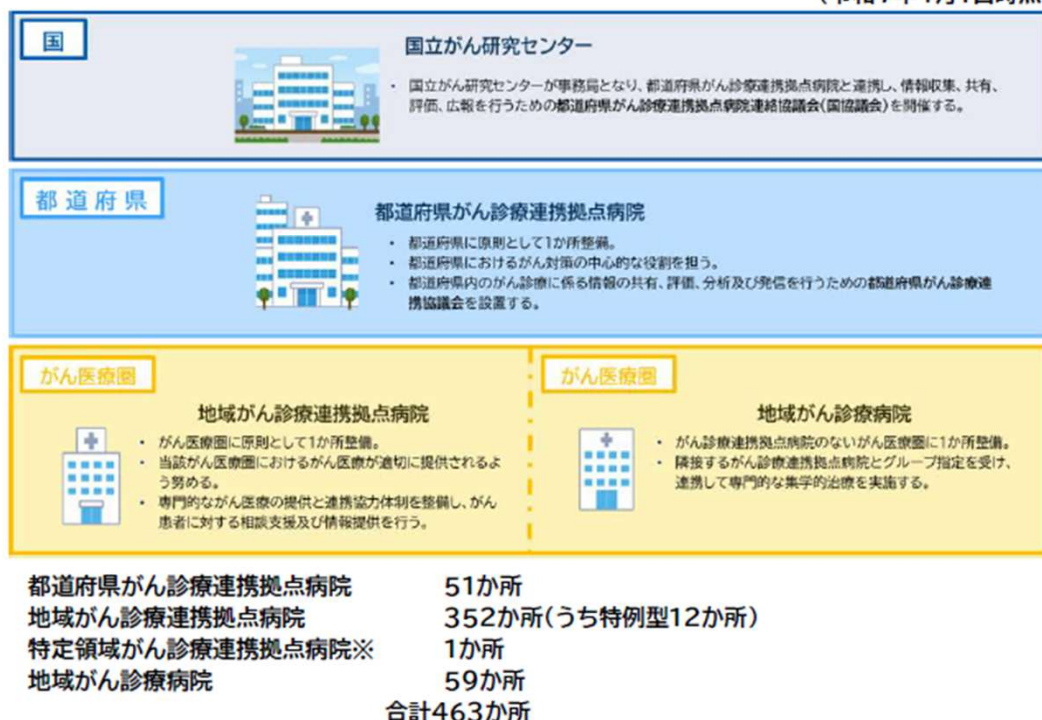 国
国立がん研究センター
・ 国立がん研究センターが事務局となり、都道府県がん診療連携拠点病院と連携し、情報収集、共有、
評価、広報を行うための都道府県がん診療連携拠点病院連絡協議会(国協議会)を開催する。
都道府県
都道府県がん診療連携拠点病院
・ 都道府県に原則として1か所整備。
・ 都道府県におけるがん対策の中心的な役割を担う。
・ 都道府県内のがん診療に係る情報の共有、評価、分析及び発信を行うための都道府県がん診療連
携協議会を設置する。
がん医療圏
地域がん診療連携拠点病院
・ がん医療圏に原則として1か所整備。
・ 当該がん医療圏におけるがん医療が適切に提供されるよ
う努める。
・ 専門的ながん医療の提供と連携協力体制を整備し、がん
患者に対する相談支援及び情報提供を行う。
がん医療圏
地域がん診療病院
・ がん診療連携拠点病院のないがん医療圏に1か所整備。
・ 隣接するがん診療連携拠点病院とグループ指定を受け、
連携して専門的な集学的治療を実施する。
都道府県がん診療連携拠点病院 51か所
地域がん診療連携拠点病院 352か所(うち特例型12か所)
特定領域がん診療連携拠点病院※ 1か所
地域がん診療病院 59か所
合計463か所